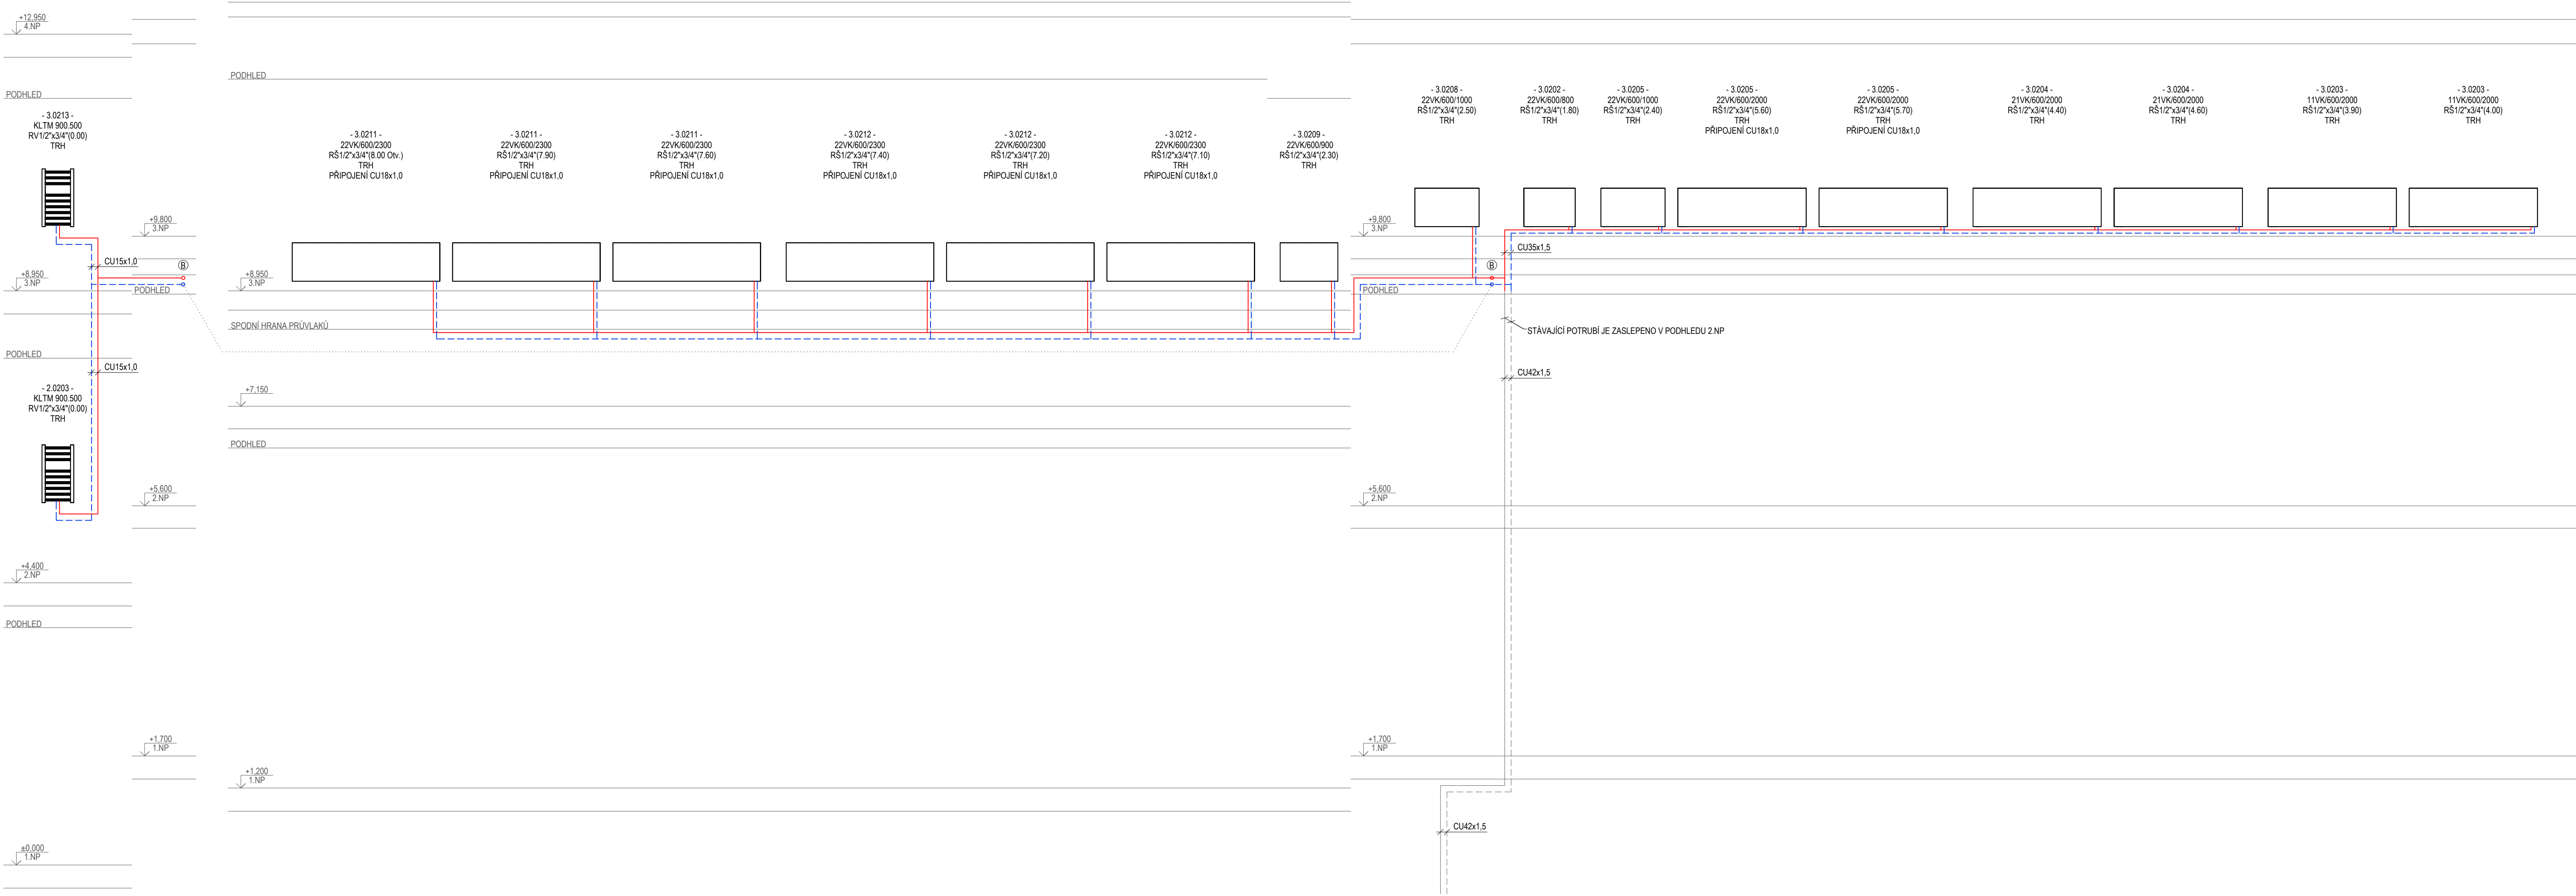 +12,950
4.NP
PODHLED
- 3.0213 -
KLTM 900.500
RV1/2"x3/4"(0.00)
TRH
CU15x1,0
+8,950
3.NP
PODHLED
CU15x1,0
- 2.0203 -
KLTM 900.500
RV1/2"x3/4"(0.00)
TRH
+4,400
2.NP
PODHLED
±0,000
1.NP
+9,800
3.NP
B
PODHLED
+5,600
2.NP
+1,700
1.NP
PODHLED
- 3.0211 -
22VK/600/2300
RŠ1/2"x3/4"(8.00 Otv.)
TRH
PŘIPOJENÍ CU18x1,0
- 3.0211 -
22VK/600/2300
RŠ1/2"x3/4"(7.90)
TRH
PŘIPOJENÍ CU18x1,0
- 3.0211 -
22VK/600/2300
RŠ1/2"x3/4"(7.60)
TRH
PŘIPOJENÍ CU18x1,0
- 3.0212 -
22VK/600/2300
RŠ1/2"x3/4"(7.40)
TRH
PŘIPOJENÍ CU18x1,0
- 3.0212 -
22VK/600/2300
RŠ1/2"x3/4"(7.20)
TRH
PŘIPOJENÍ CU18x1,0
- 3.0212 -
22VK/600/2300
RŠ1/2"x3/4"(7.10)
TRH
PŘIPOJENÍ CU18x1,0
- 3.0209 -
22VK/600/900
RŠ1/2"x3/4"(2.30)
TRH
+8,950
3.NP
SPODNÍ HRANA PRŮVLAKŮ
+7,150
PODHLED
+1,200
1.NP
- 3.0208 -
22VK/600/1000
RŠ1/2"x3/4"(2.50)
TRH
- 3.0202 -
22VK/600/800
RŠ1/2"x3/4"(1.80)
TRH
- 3.0205 -
22VK/600/1000
RŠ1/2"x3/4"(2.40)
TRH
- 3.0205 -
22VK/600/2000
RŠ1/2"x3/4"(5.60)
TRH
PŘIPOJENÍ CU18x1,0
- 3.0205 -
22VK/600/2000
RŠ1/2"x3/4"(5.70)
TRH
PŘIPOJENÍ CU18x1,0
- 3.0204 -
21VK/600/2000
RŠ1/2"x3/4"(4.40)
TRH
- 3.0204 -
21VK/600/2000
RŠ1/2"x3/4"(4.60)
TRH
- 3.0203 -
11VK/600/2000
RŠ1/2"x3/4"(3.90)
TRH
- 3.0203 -
11VK/600/2000
RŠ1/2"x3/4"(4.00)
TRH
+9,800
3.NP
CU35x1,5
B
PODHLED
STÁVAJÍCÍ POTRUBÍ JE ZASLEPENO V PODHLEDU 2.NP
CU42x1,5
+5,600
2.NP
+1,700
1.NP
CU42x1,5